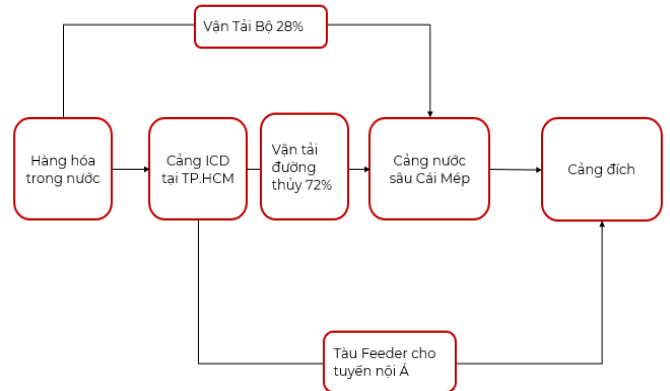 Vận Tải Bộ 28%
Hàng hóa
trong nước
Cảng ICD
tại TP.HCM
Vận tải
đường
thủy 72%
Cảng nước
sâu Cái Mép
Cảng đích
Tàu Feeder cho
tuyến nội Á